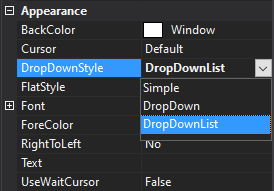 Appearance
BackColor Window
Cursor Default
DropDownStyle DropDownList
FlatStyle Simple
Font DropDown
ForeColor DropDownList
RightToLeft No
Text
UseWaitCursor False